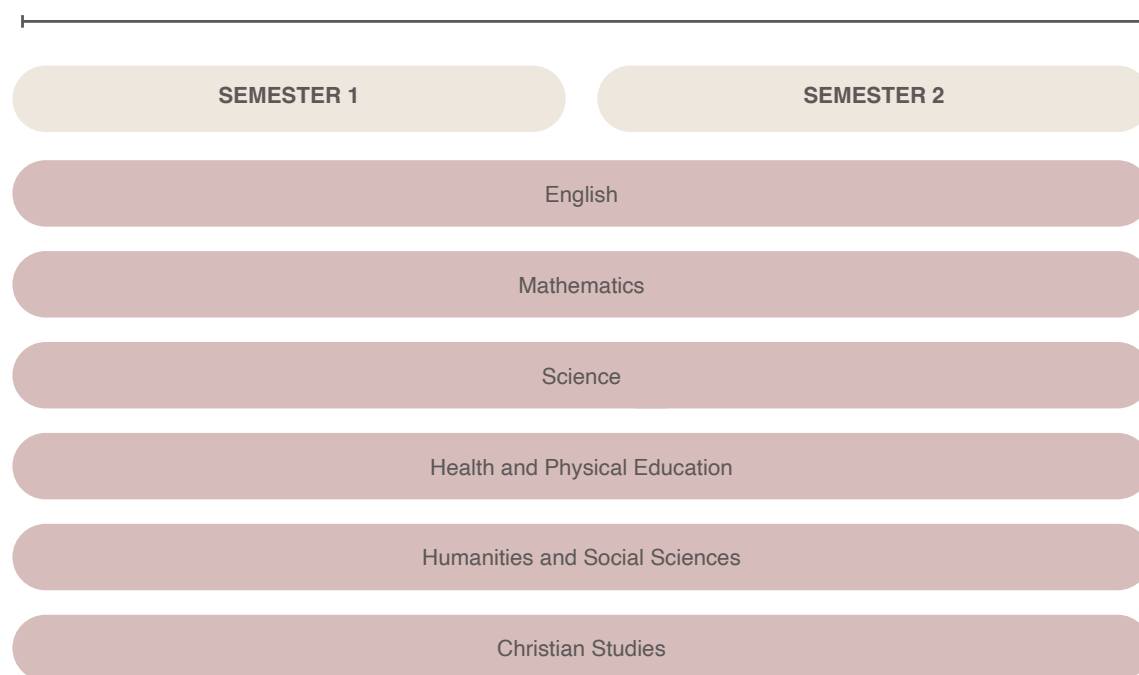 SEMESTER 1
SEMESTER 2
English
Mathematics
Science
Health and Physical Education
Humanities and Social Sciences
Christian Studies